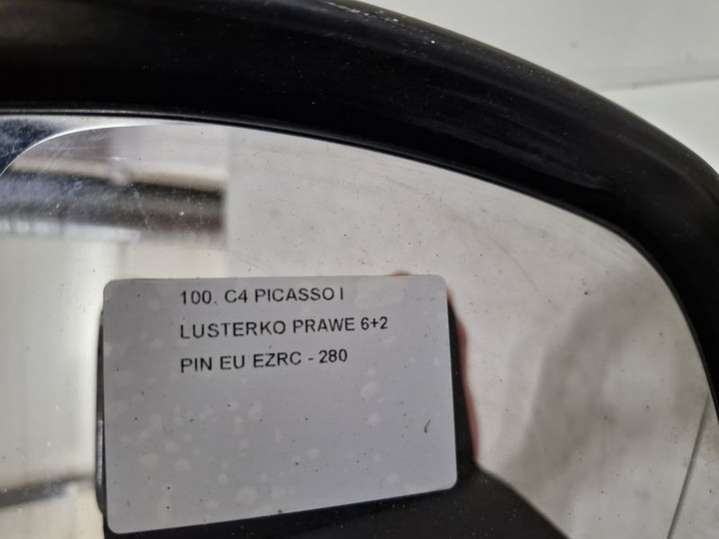 100. C4 PICASSO I
LUSTERKO PRAWE 6+2
PIN EU EZRC - 280